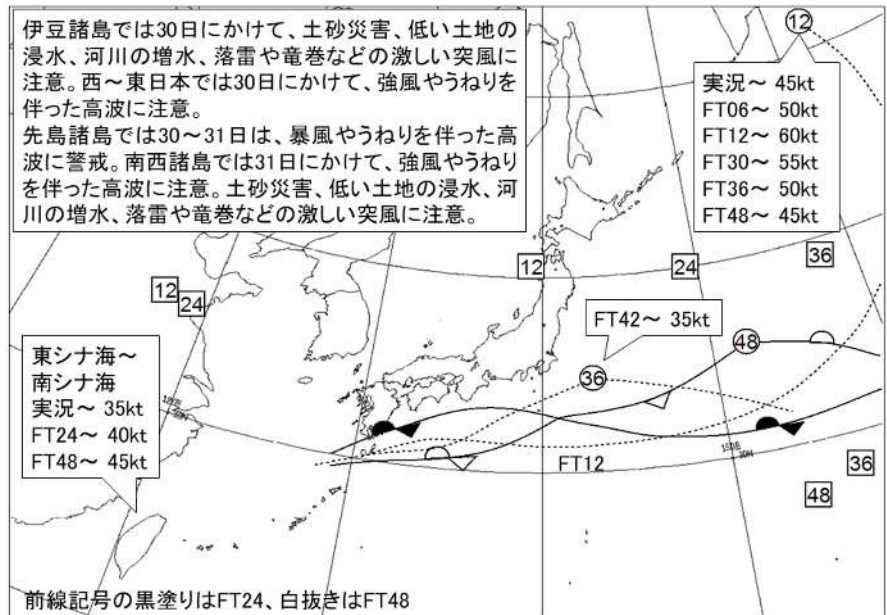 伊豆諸島では30日にかけて、土砂災害、低い土地の
浸水、河川の増水、落雷や竜巻などの激しい突風に
注意。西～東日本では30日にかけて、強風やうねりを
伴った高波に注意。
先島諸島では30～31日は、暴風やうねりを伴った高
波に警戒。南西諸島では31日にかけて、強風やうねり
を伴った高波に注意。土砂災害、低い土地の浸水、河
川の増水、落雷や竜巻などの激しい突風に注意。
12
実況～ 45kt
FT06～ 50kt
FT12～ 60kt
FT30～ 55kt
FT36～ 50kt
FT48～ 45kt
36
12
24
12
24
FT42～ 35kt
48
36
東シナ海～
南シナ海
実況～ 35kt
FT24～ 40kt
FT48～ 45kt
150E
30N
FT12
36
48
前線記号の黒塗りはFT24、白抜きはFT48